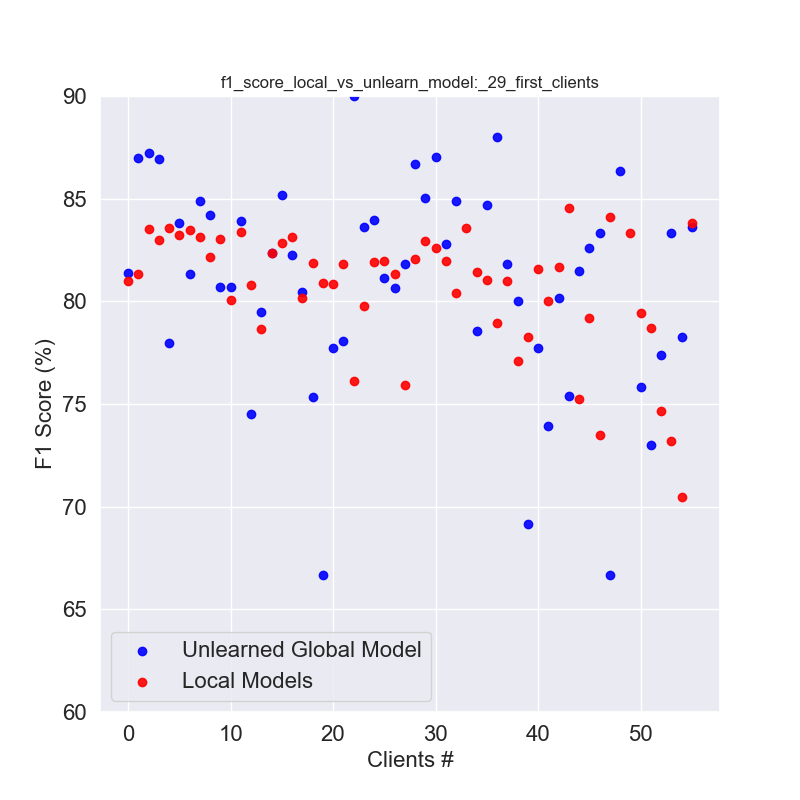 f1_score_local_vs_unlearn_model:_29_first_clients
90
85
80
75
70
65
60
F1 Score (%)
Unlearned Global Model
Local Models
0 10 20 30 40 50
Clients #